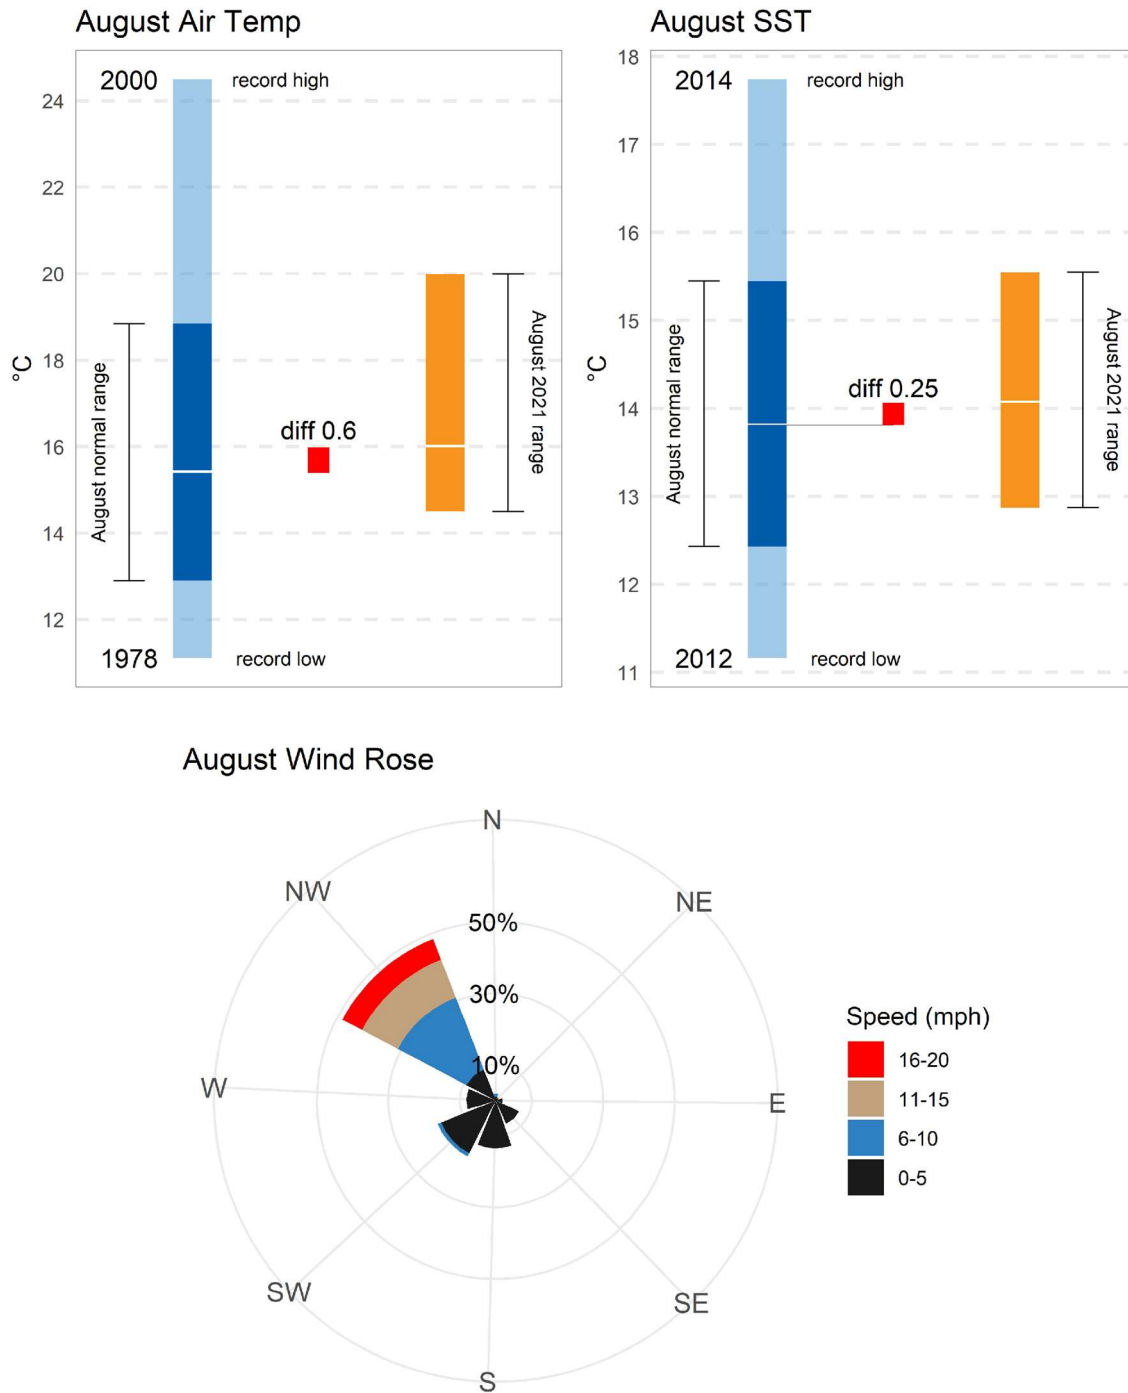 August Air Temp
24
22
20
18
16
14
12
°C
2000
record high
August normal range
diff 0.6
August 2021 range
1978
record low
August SST
18
17
16
15
14
13
12
11
°C
2014
record high
August normal range
diff 0.25
August 2021 range
2012
record low
August Wind Rose
N
NE
E
SE
S
SW
W
NW
50%
30%
10%
Speed (mph)
16-20
11-15
6-10
0-5